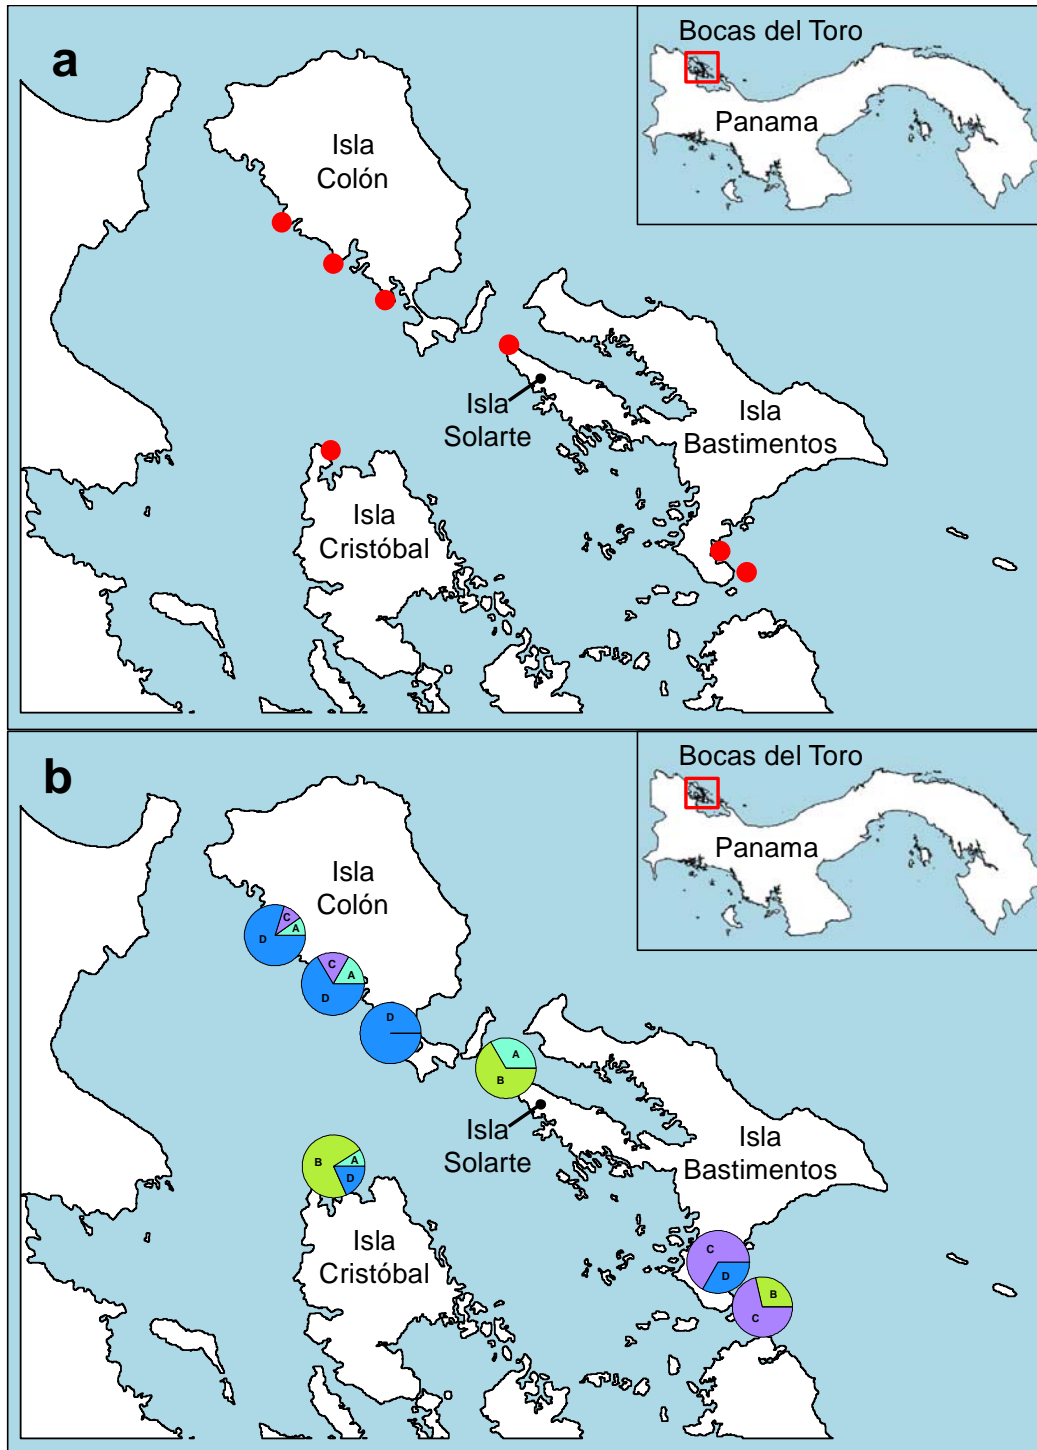 a
Bocas del Toro
Panama
Isla
Colón
Isla
Solarte
Isla
Bastimentos
Isla
Cristóbal
b
Bocas del Toro
Panama
Isla
Colón
C
A
D
C
A
D
D
A
B
Isla
Solarte
Isla
Bastimentos
B
A
D
Isla
Cristóbal
C
D
B
C